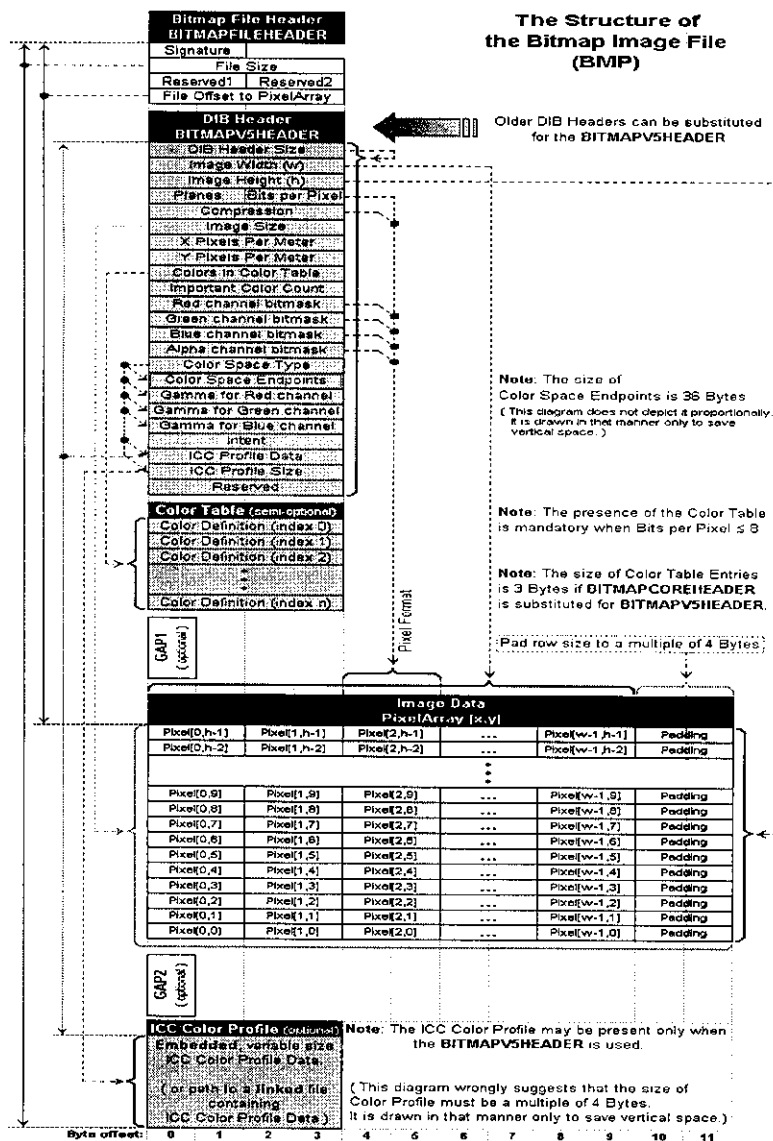 The Structure of
the Bitmap Image File
(BMP)
Bitmap File Header
BITMAPFILEHEADER
Signature
File Size
Reserved1 Reserved2
File Offset to PixelArray
DIB Header
BITMAPV5HEADER
Older DIB Headers can be substituted
for the BITMAPV5HEADER
DIB Header Size
Image Width (w)
Image Height (h)
Planes Bits per Pixel
Compression
Image Size
X Pixels Per Meter
Y Pixels Per Meter
Colors in Color Table
Important Color Count
Red channel bitmask
Green channel bitmask
Blue channel bitmask
Alpha channel bitmask
Color Space Type
Color Space Endpoints
Gamma for Red channel
Gamma for Green channel
Gamma for Blue channel
Intent
ICC Profile Data
ICC Profile Size
Reserved
Note: The size of
Color Space Endpoints is 36 Bytes
( This diagram does not depict it proportionally.
It is drawn in that manner only to save
vertical space. )
Color Table (semi-optional)
Color Definition (index 0)
Color Definition (index 1)
Color Definition (index 2)
Color Definition (index n)
Note: The presence of the Color Table
is mandatory when Bits per Pixel ≤ 8
Note: The size of Color Table Entries
is 3 Bytes if BITMAPCOREHEADER
is substituted for BITMAPV5HEADER.
GAP1
(optional)
Pixel Format
Pad row size to a multiple of 4 Bytes
Image Data
PixelArray [x,y]
Pixel[0,h-1] Pixel[1,h-1] Pixel[2,h-1] ... Pixel[w-1,h-1] Padding
Pixel[0,h-2] Pixel[1,h-2] Pixel[2,h-2] ... Pixel[w-1,h-2] Padding
Pixel[0,9] Pixel[1,9] Pixel[2,9] ... Pixel[w-1,9] Padding
Pixel[0,8] Pixel[1,8] Pixel[2,8] ... Pixel[w-1,8] Padding
Pixel[0,7] Pixel[1,7] Pixel[2,7] ... Pixel[w-1,7] Padding
Pixel[0,6] Pixel[1,6] Pixel[2,6] ... Pixel[w-1,6] Padding
Pixel[0,5] Pixel[1,5] Pixel[2,5] ... Pixel[w-1,5] Padding
Pixel[0,4] Pixel[1,4] Pixel[2,4] ... Pixel[w-1,4] Padding
Pixel[0,3] Pixel[1,3] Pixel[2,3] ... Pixel[w-1,3] Padding
Pixel[0,2] Pixel[1,2] Pixel[2,2] ... Pixel[w-1,2] Padding
Pixel[0,1] Pixel[1,1] Pixel[2,1] ... Pixel[w-1,1] Padding
Pixel[0,0] Pixel[1,0] Pixel[2,0] ... Pixel[w-1,0] Padding
GAP2
(optional)
ICC Color Profile (optional)
Embedded, variable size
ICC Color Profile Data.
( or path to a linked file
containing
ICC Color Profile Data )
Note: The ICC Color Profile may be present only when
the BITMAPV5HEADER is used.
( This diagram wrongly suggests that the size of
Color Profile must be a multiple of 4 Bytes.
It is drawn in that manner only to save vertical space. )
Byte offset: 0 1 2 3 4 5 6 7 8 9 10 11